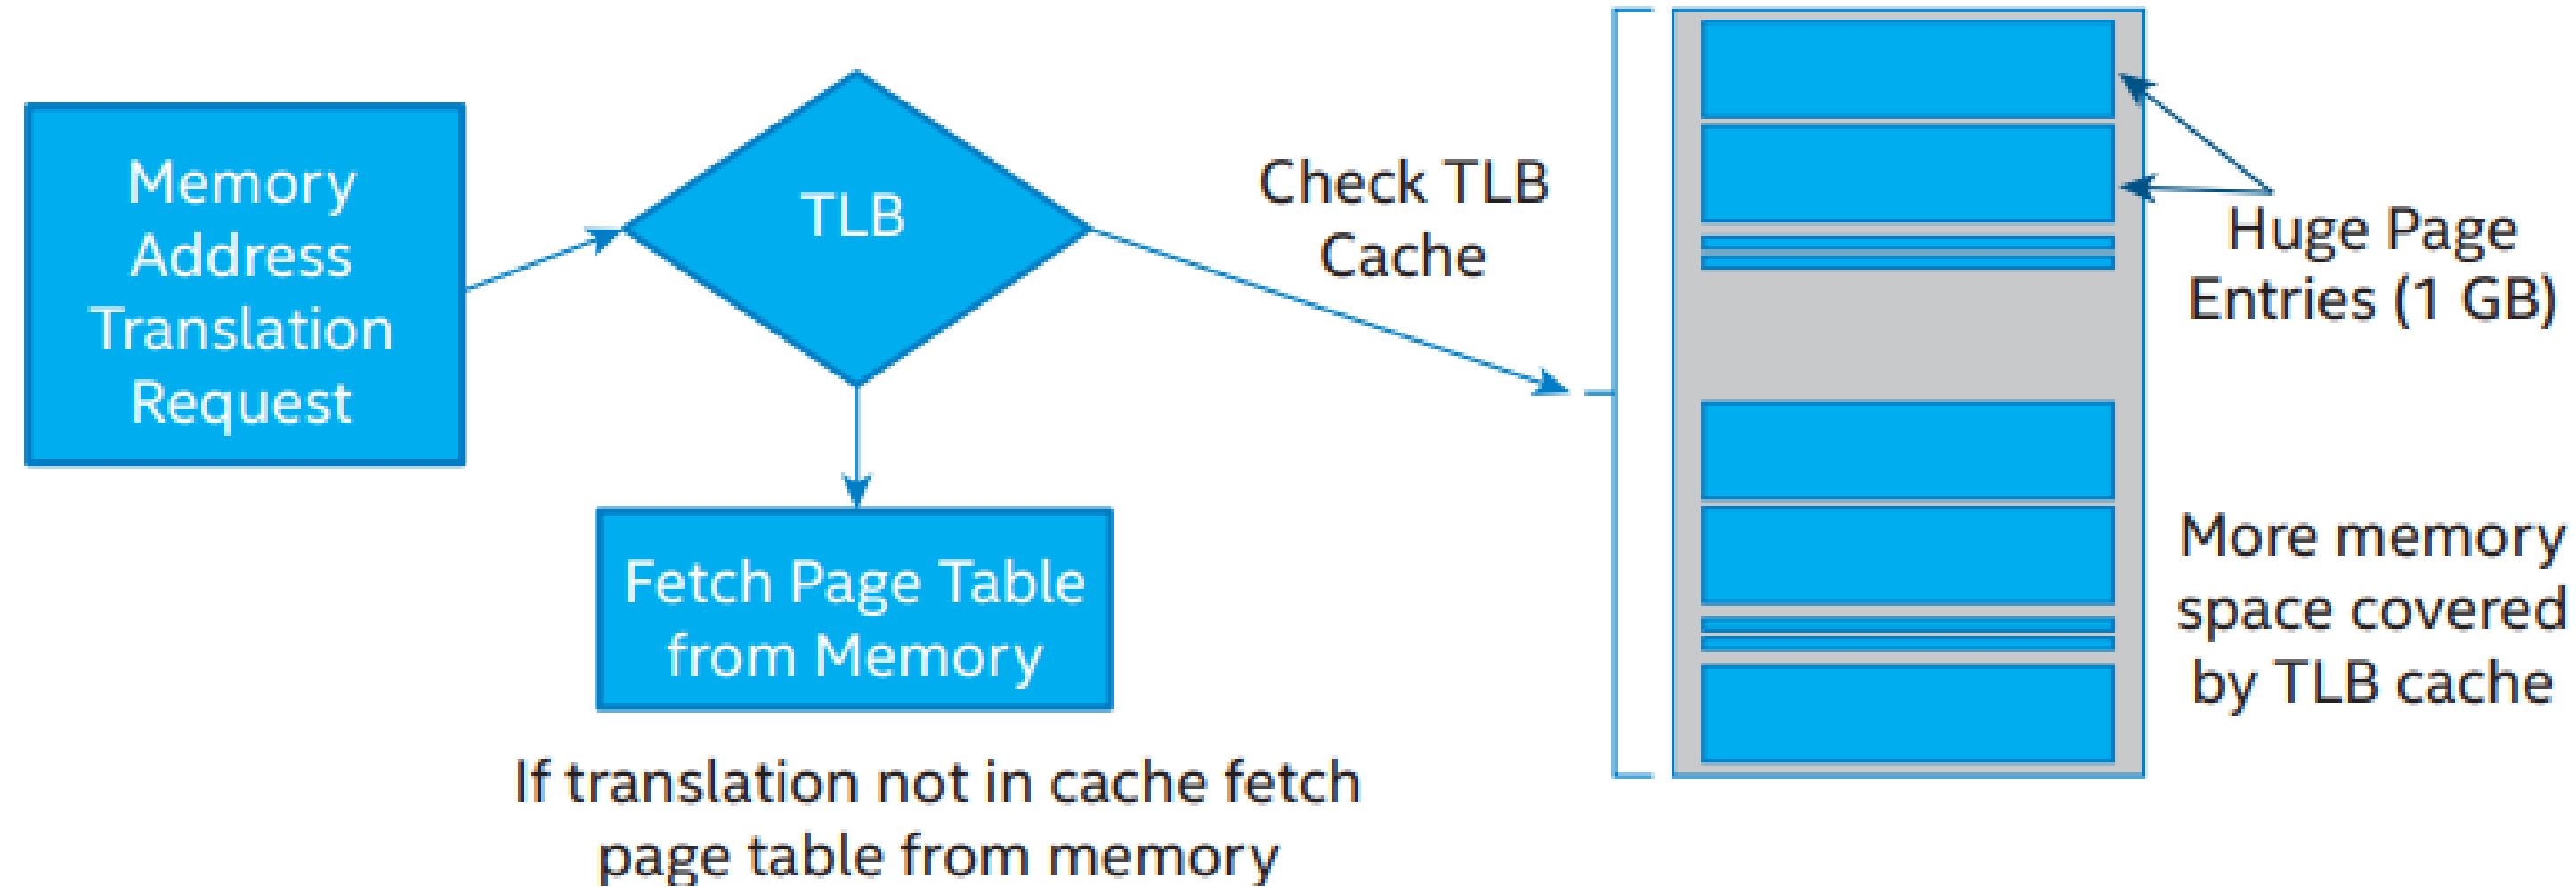 Memory
Address
Translation
Request
TLB
Check TLB
Cache
Huge Page
Entries (1 GB)
Fetch Page Table
from Memory
More memory
space covered
by TLB cache
If translation not in cache fetch
page table from memory